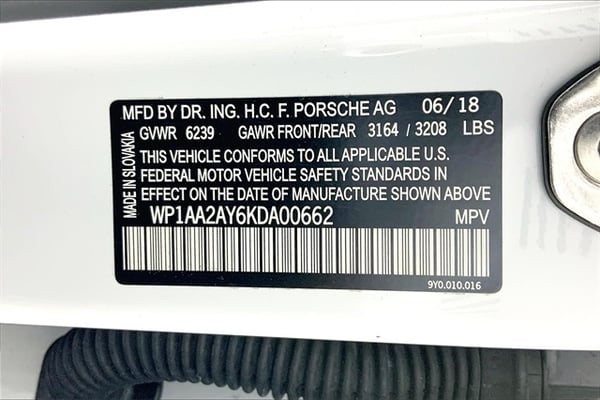 MFD BY DR. ING. H.C. F. PORSCHE AG 06/18
GVWR 6239 GAWR FRONT/REAR 3164 / 3208 LBS
THIS VEHICLE CONFORMS TO ALL APPLICABLE U.S.
FEDERAL MOTOR VEHICLE SAFETY STANDARDS IN
EFFECT ON THE DATE OF MANUFACTURE SHOWN ABOVE
WP1AA2AY6KDA00662 MPV
9Y0.010.016
MADE IN SLOVAKIA